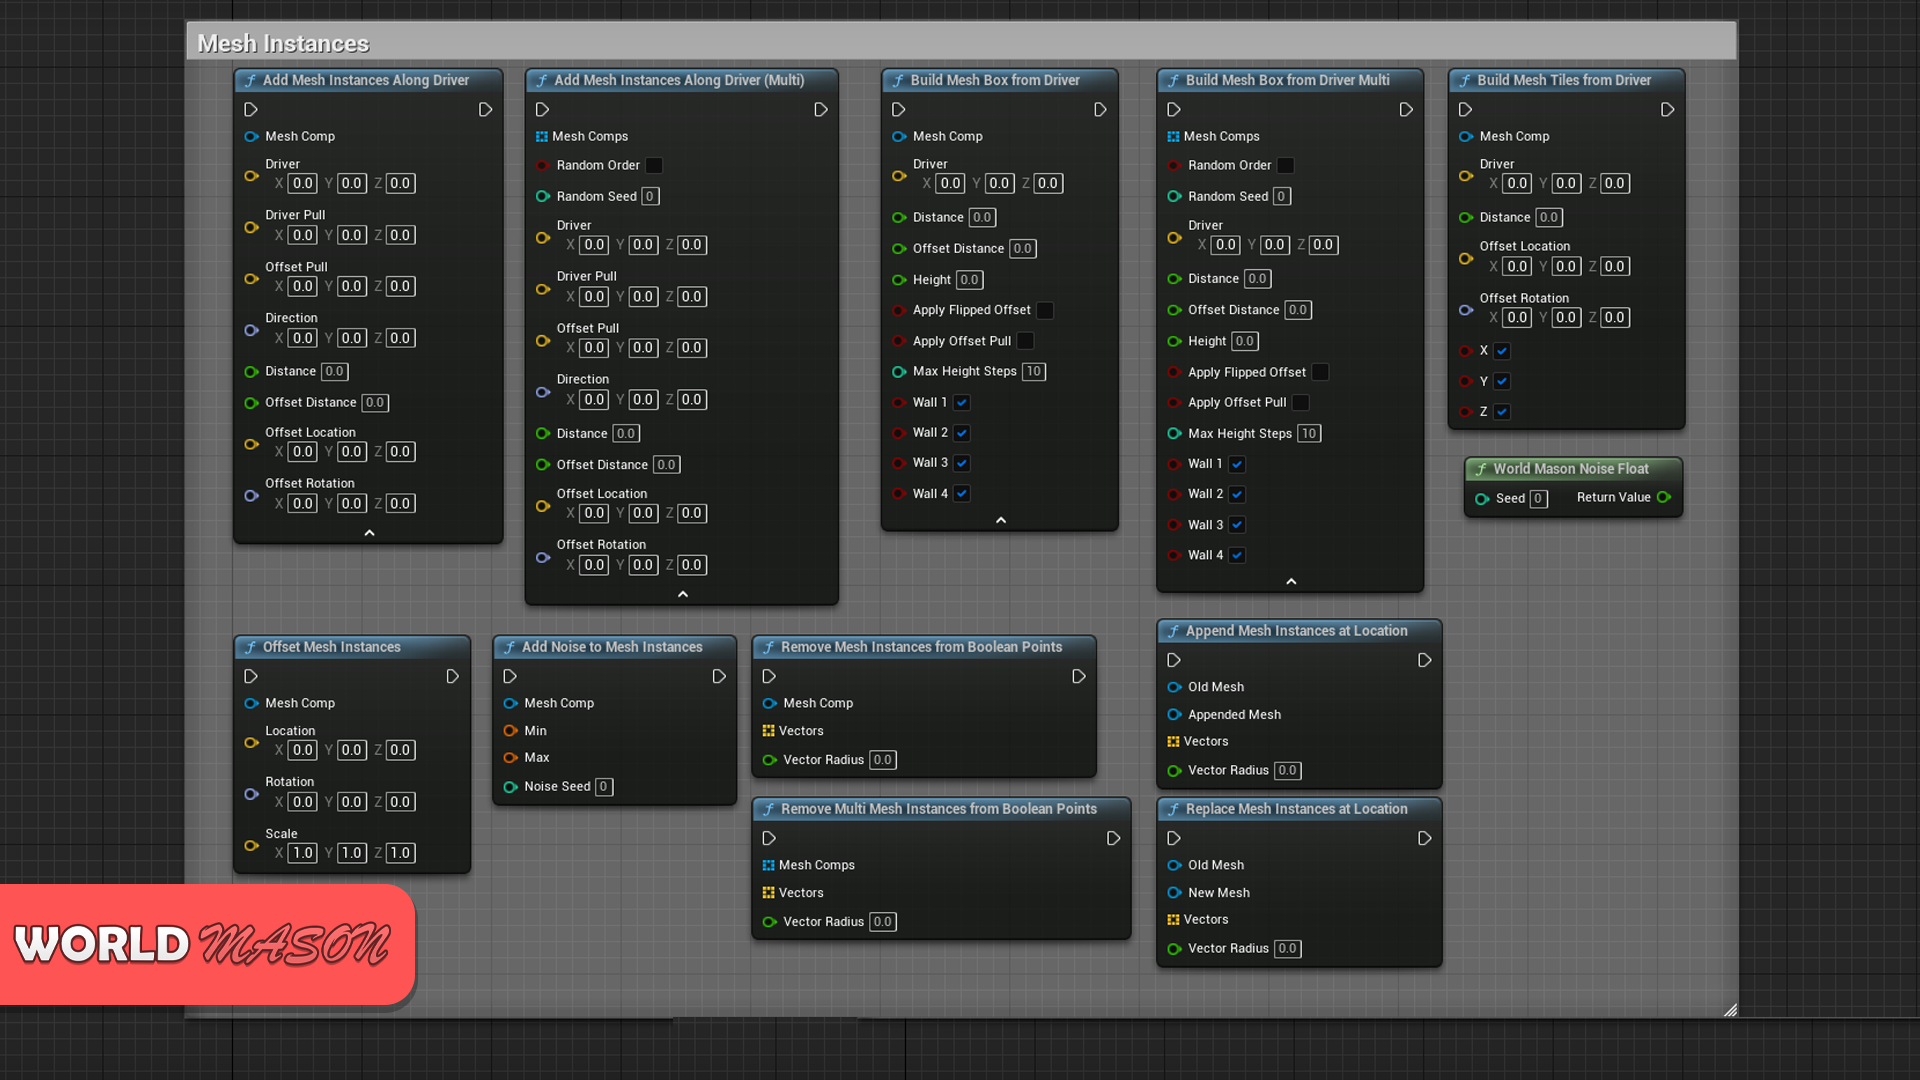 Mesh Instances
Add Mesh Instances Along Driver
Mesh Comp
Driver
X 0.0 Y 0.0 Z 0.0
Driver Pull
X 0.0 Y 0.0 Z 0.0
Offset Pull
X 0.0 Y 0.0 Z 0.0
Direction
X 0.0 Y 0.0 Z 0.0
Distance 0.0
Offset Distance 0.0
Offset Location
X 0.0 Y 0.0 Z 0.0
Offset Rotation
X 0.0 Y 0.0 Z 0.0
Add Mesh Instances Along Driver (Multi)
Mesh Comps
Random Order
Random Seed 0
Driver
X 0.0 Y 0.0 Z 0.0
Driver Pull
X 0.0 Y 0.0 Z 0.0
Offset Pull
X 0.0 Y 0.0 Z 0.0
Direction
X 0.0 Y 0.0 Z 0.0
Distance 0.0
Offset Distance 0.0
Offset Location
X 0.0 Y 0.0 Z 0.0
Offset Rotation
X 0.0 Y 0.0 Z 0.0
Build Mesh Box from Driver
Mesh Comp
Driver
X 0.0 Y 0.0 Z 0.0
Distance 0.0
Offset Distance 0.0
Height 0.0
Apply Flipped Offset
Apply Offset Pull
Max Height Steps 10
Wall 1
Wall 2
Wall 3
Wall 4
Build Mesh Box from Driver Multi
Mesh Comps
Random Order
Random Seed 0
Driver
X 0.0 Y 0.0 Z 0.0
Distance 0.0
Offset Distance 0.0
Height 0.0
Apply Flipped Offset
Apply Offset Pull
Max Height Steps 10
Wall 1
Wall 2
Wall 3
Wall 4
Build Mesh Tiles from Driver
Mesh Comp
Driver
X 0.0 Y 0.0 Z 0.0
Distance 0.0
Offset Location
X 0.0 Y 0.0 Z 0.0
Offset Rotation
X 0.0 Y 0.0 Z 0.0
X
Y
Z
World Mason Noise Float
Seed 0 Return Value
Offset Mesh Instances
Mesh Comp
Location
X 0.0 Y 0.0 Z 0.0
Rotation
X 0.0 Y 0.0 Z 0.0
Scale
X 1.0 Y 1.0 Z 1.0
Add Noise to Mesh Instances
Mesh Comp
Min
Max
Noise Seed 0
Remove Mesh Instances from Boolean Points
Mesh Comp
Vectors
Vector Radius 0.0
Remove Multi Mesh Instances from Boolean Points
Mesh Comps
Vectors
Vector Radius 0.0
Append Mesh Instances at Location
Old Mesh
Appended Mesh
Vectors
Vector Radius 0.0
Replace Mesh Instances at Location
Old Mesh
New Mesh
Vectors
Vector Radius 0.0
WORLD MASON